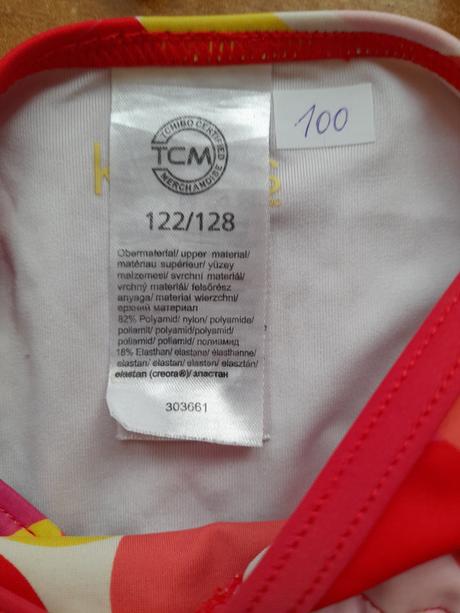 TCHIBO CERTIFIED
TCM
MERCHANDISE
100
122/128
Obermaterial/ upper material/
matériau supérieur/ yüzey
malzemesi/ svrchní materiál/
vrchný materiál/ felsőrész
anyaga/ materiał wierzchni/
верхний материал
82% Polyamid/ nylon/ polyamide/
poliamit/ polyamid/polyamid/
poliamid/ poliamid/ полиамид
18% Elasthan/ elastane/ élasthanne/
elastan/ elastan/ elastan/ elasztán/
elastan (creora®)/ эластан
303661